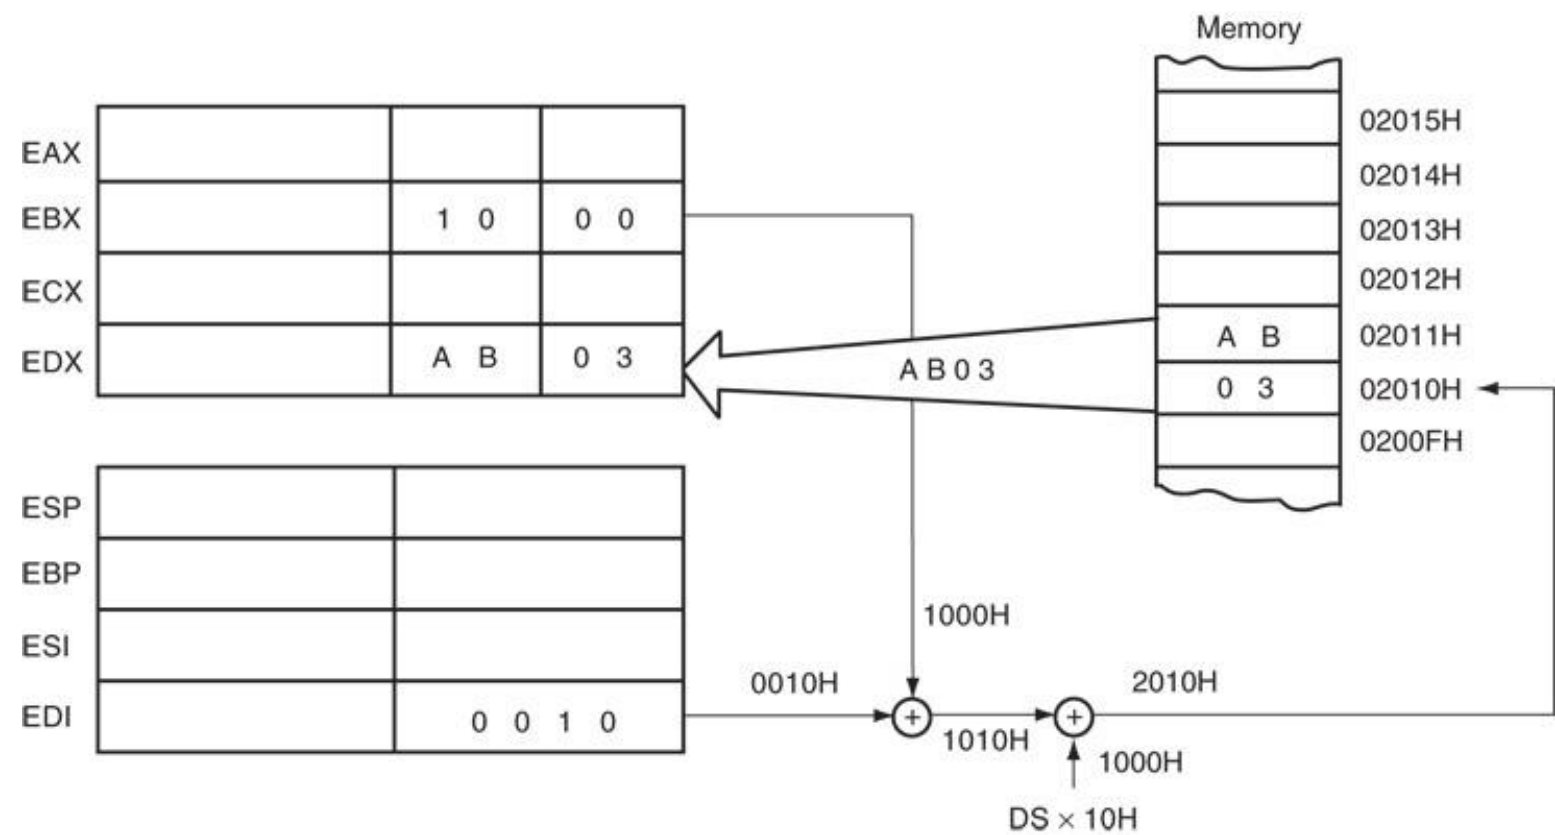 Memory
02015H
EAX
02014H
EBX 1 0 0 0
02013H
ECX
02012H
EDX A B 0 3
A B 0 3
A B 02011H
0 3 02010H
0200FH
ESP
EBP
1000H
ESI
0010H
2010H
EDI 0 0 1 0
+
+
1010H
1000H
DS × 10H